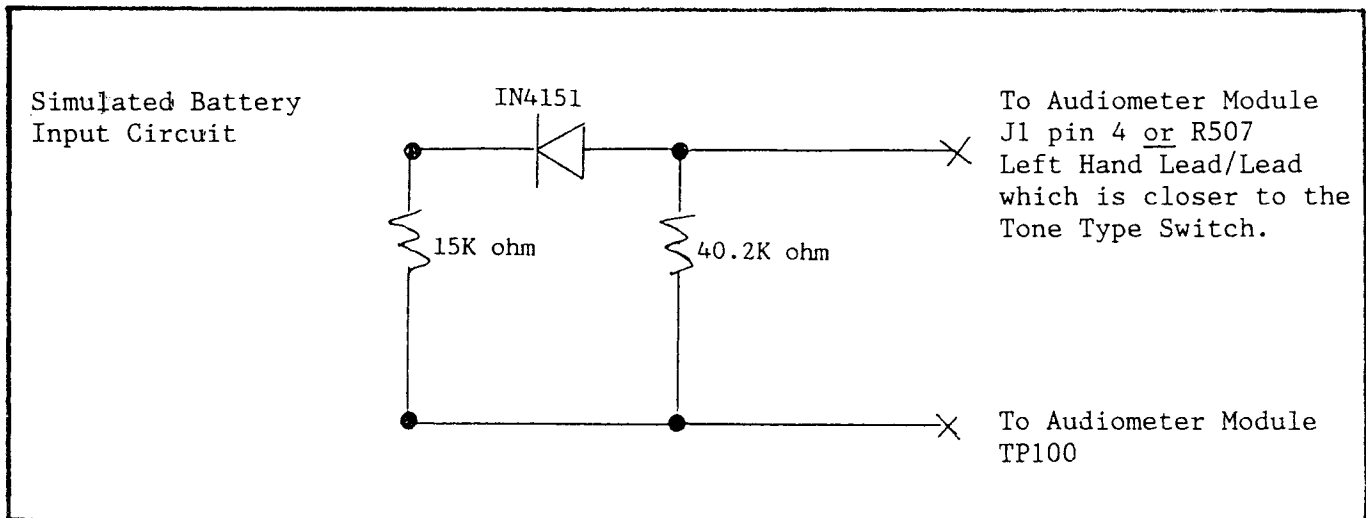 Simulated Battery
Input Circuit
IN4151
15K ohm
40.2K ohm
To Audiometer Module
J1 pin 4 or R507
Left Hand Lead/Lead
which is closer to the
Tone Type Switch.
To Audiometer Module
TP100